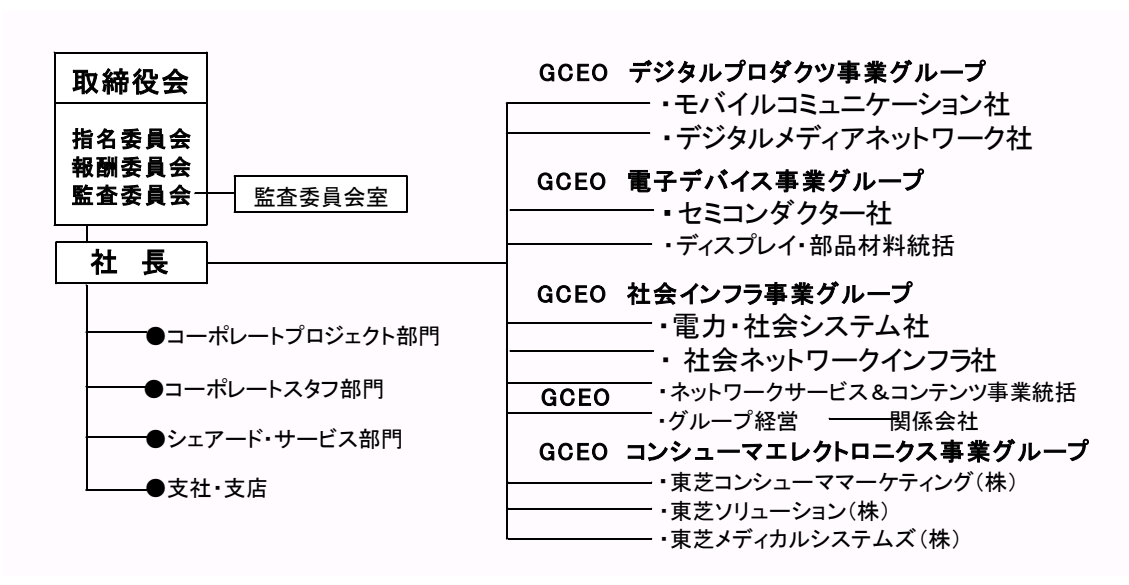 取締役会
指名委員会
報酬委員会
監査委員会
監査委員会室
社 長
●コーポレートプロジェクト部門
●コーポレートスタフ部門
●シェアード・サービス部門
●支社・支店
GCEO デジタルプロダクツ事業グループ
・モバイルコミュニケーション社
・デジタルメディアネットワーク社
GCEO 電子デバイス事業グループ
・セミコンダクター社
・ディスプレイ・部品材料統括
GCEO 社会インフラ事業グループ
・電力・社会システム社
・ 社会ネットワークインフラ社
・ネットワークサービス&コンテンツ事業統括
GCEO
・グループ経営 関係会社
GCEO コンシューマエレクトロニクス事業グループ
・東芝コンシューママーケティング(株)
・東芝ソリューション(株)
・東芝メディカルシステムズ(株)